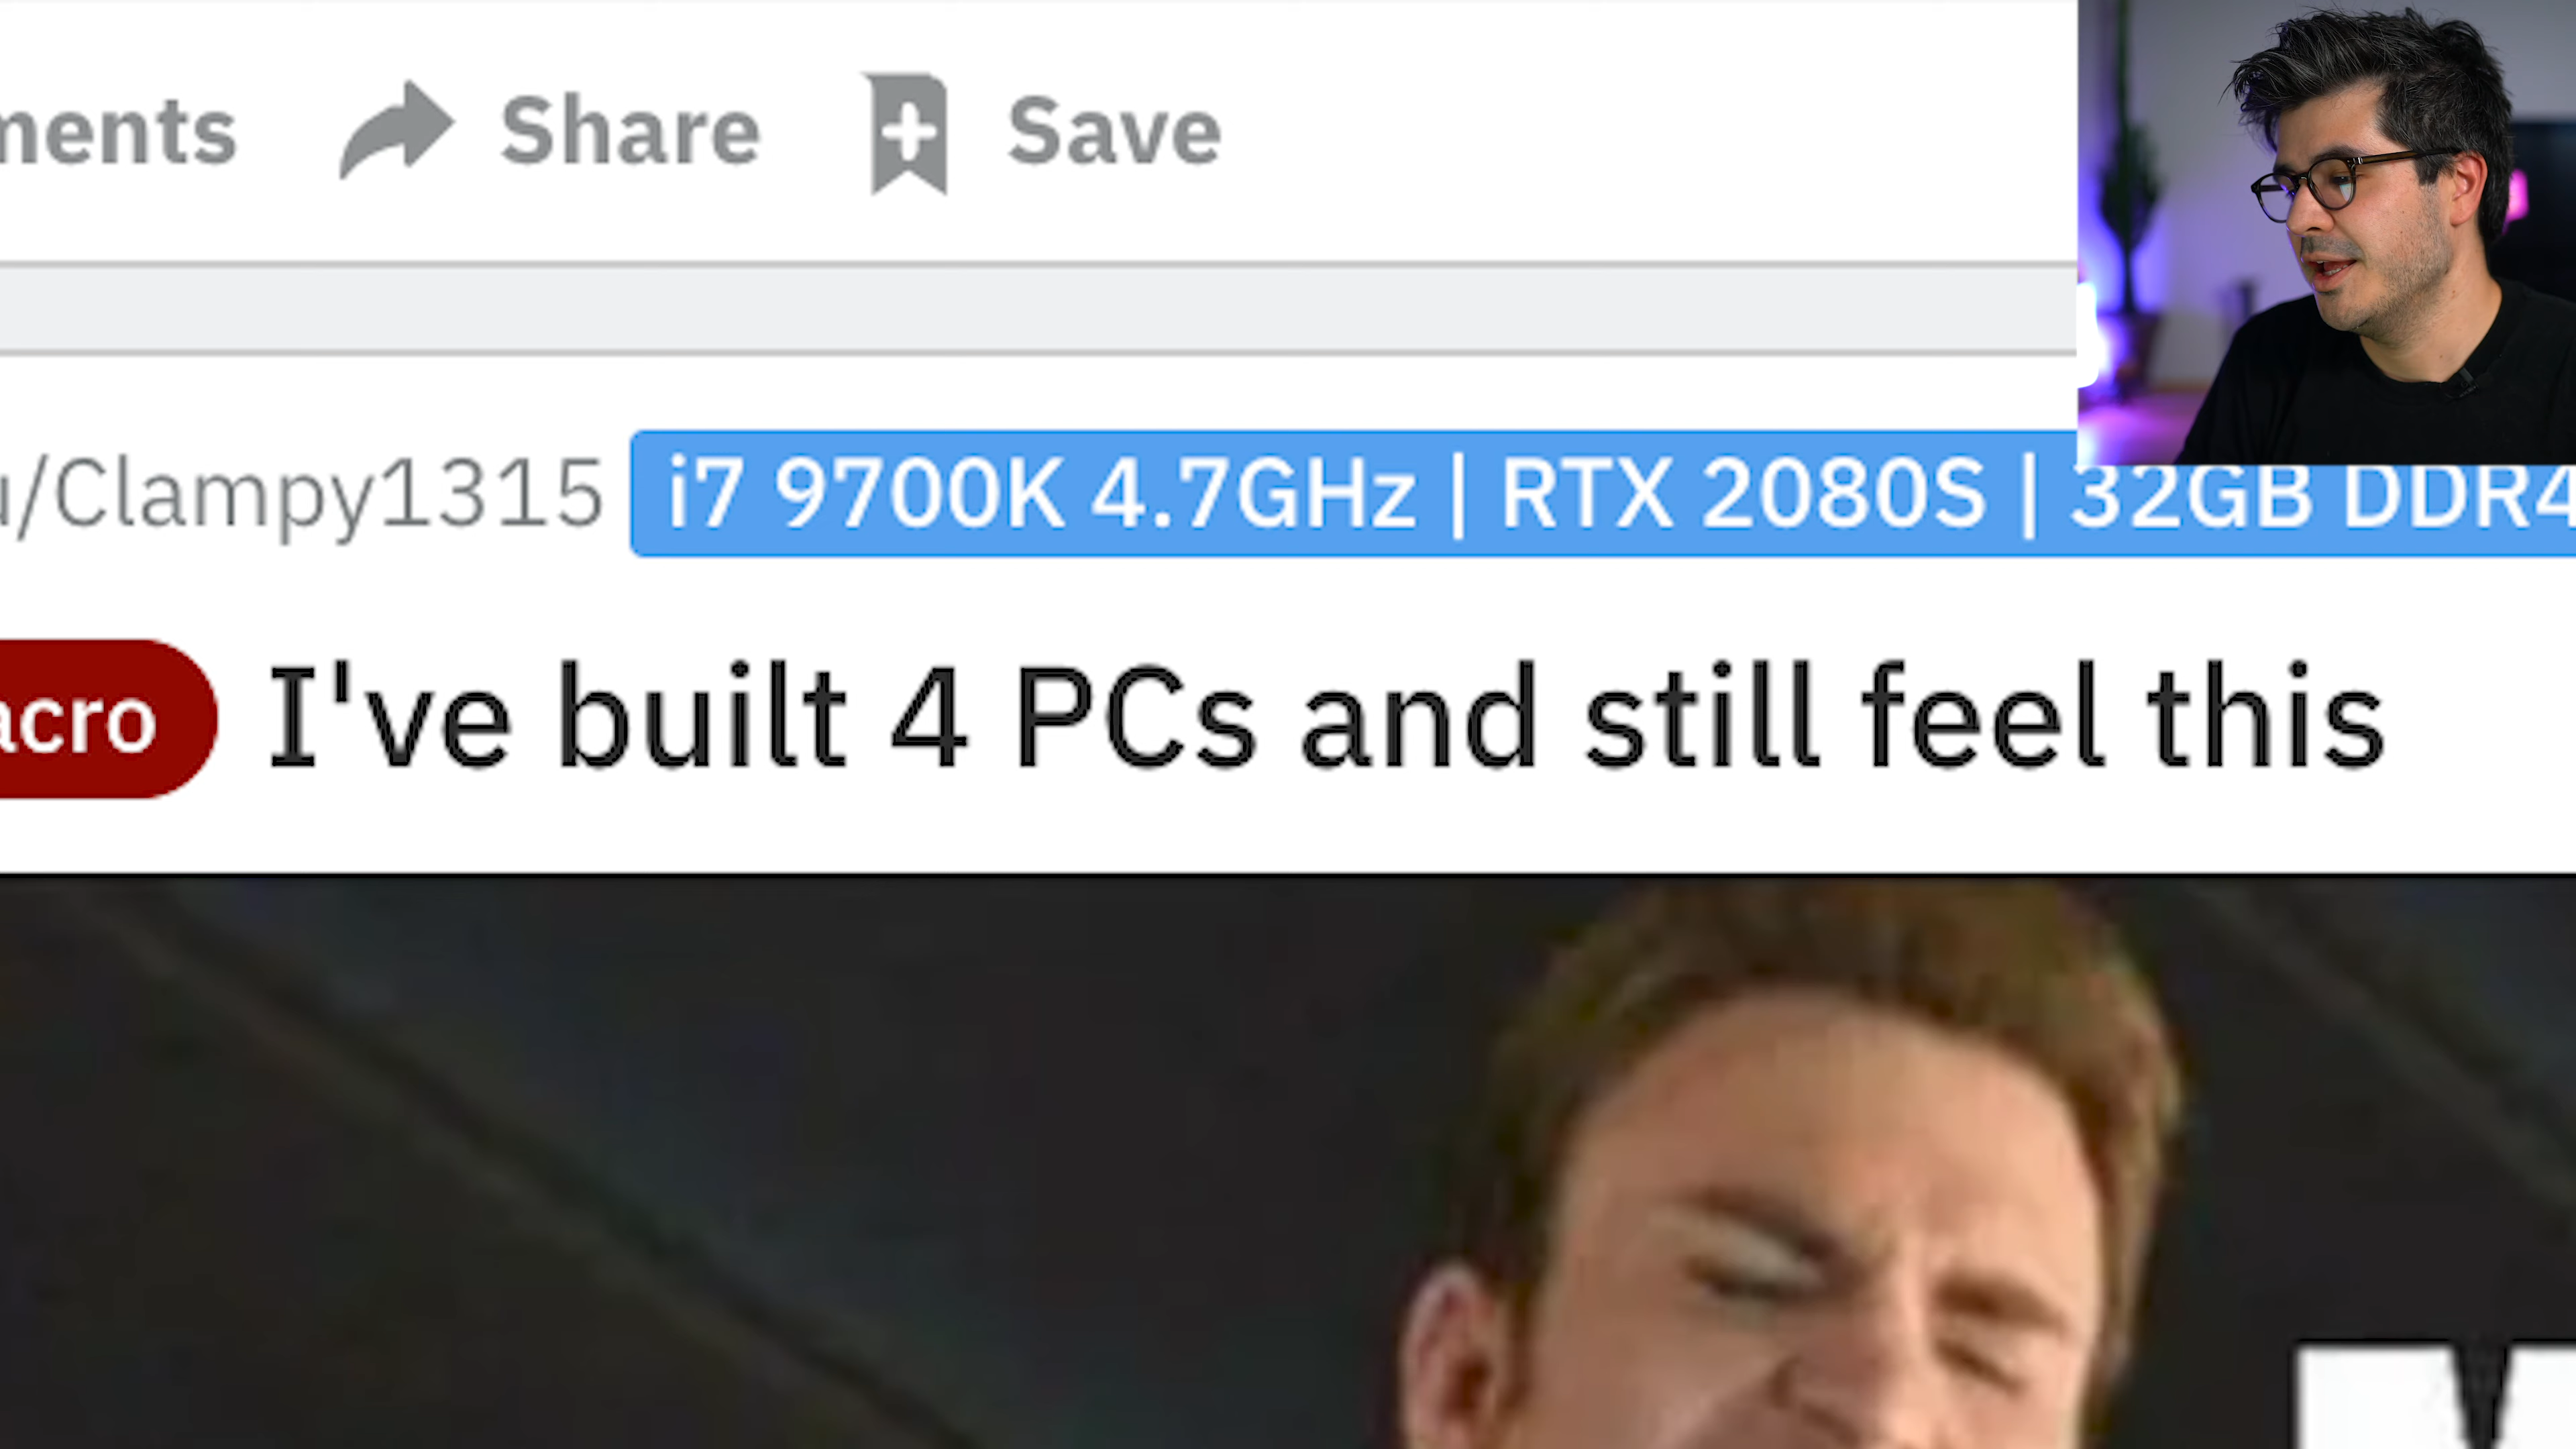 ments Share Save
u/Clampy1315 i7 9700K 4.7GHz | RTX 2080S | 32GB DDR4
acro I've built 4 PCs and still feel this